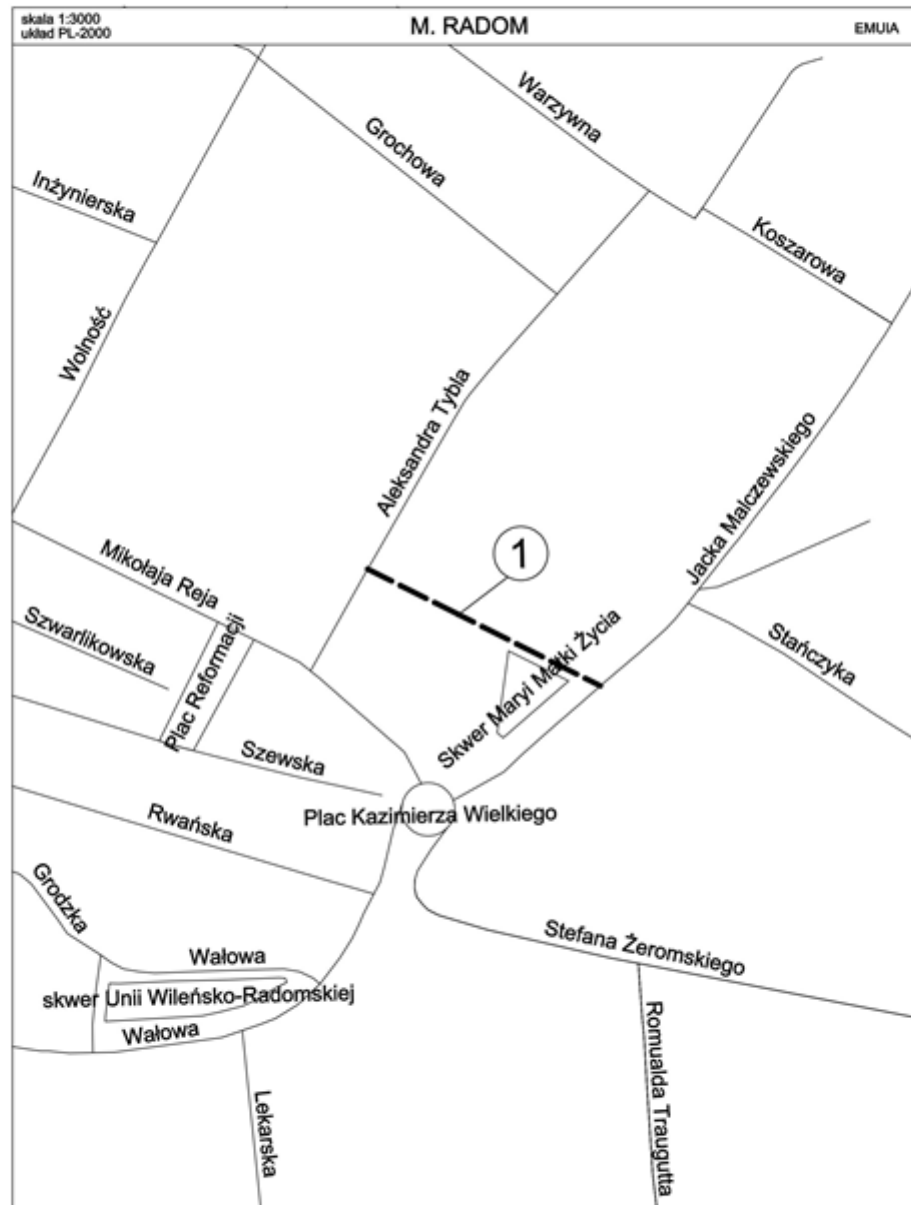 skala 1:3000
układ PL-2000
M. RADOM
EMUIA
Warzywna
Grochowa
Inżynierska
Koszarowa
Wolność
Aleksandra Tybla
Jacka Malczewskiego
1
Mikołaja Reja
Szwarlikowska
Plac Reformacji
Skwer Maryi Matki Życia
Stańczyka
Szewska
Rwańska
Plac Kazimierza Wielkiego
Grodzka
Stefana Żeromskiego
Wałowa
skwer Unii Wileńsko-Radomskiej
Wałowa
Romualda Traugutta
Lekarska